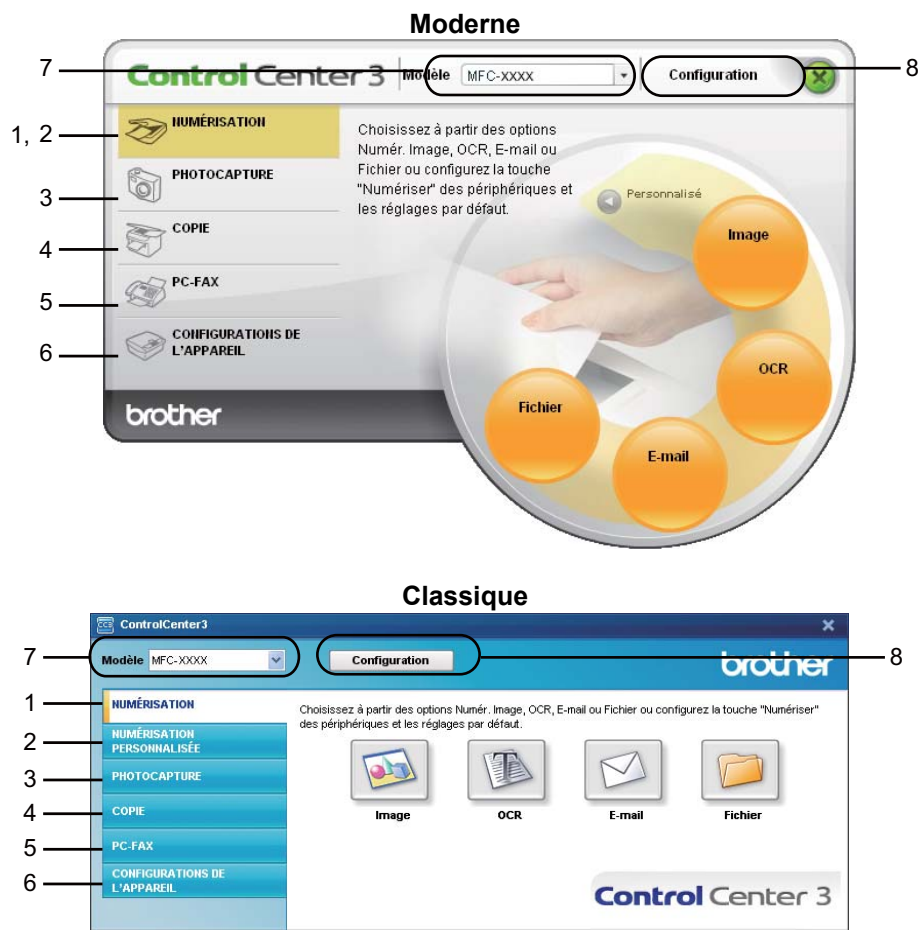 Moderne
7
Control Center 3
Modèle
MFC-XXXX
Configuration
8
1, 2
NUMÉRISATION
3
PHOTOCAPTURE
4
COPIE
5
PC-FAX
6
CONFIGURATIONS DE
L'APPAREIL
Choisissez à partir des options
Numér. Image, OCR, E-mail ou
Fichier ou configurez la touche
"Numériser" des périphériques et
les réglages par défaut.
Personnalisé
Image
OCR
E-mail
Fichier
brother
Classique
ControlCenter3
7
Modèle
MFC-XXXX
Configuration
brother
8
1
NUMÉRISATION
2
NUMÉRISATION
PERSONNALISÉE
3
PHOTOCAPTURE
4
COPIE
5
PC-FAX
6
CONFIGURATIONS DE
L'APPAREIL
Choisissez à partir des options Numér. Image, OCR, E-mail ou Fichier ou configurez la touche "Numériser"
des périphériques et les réglages par défaut.
Image
OCR
E-mail
Fichier
Control Center 3